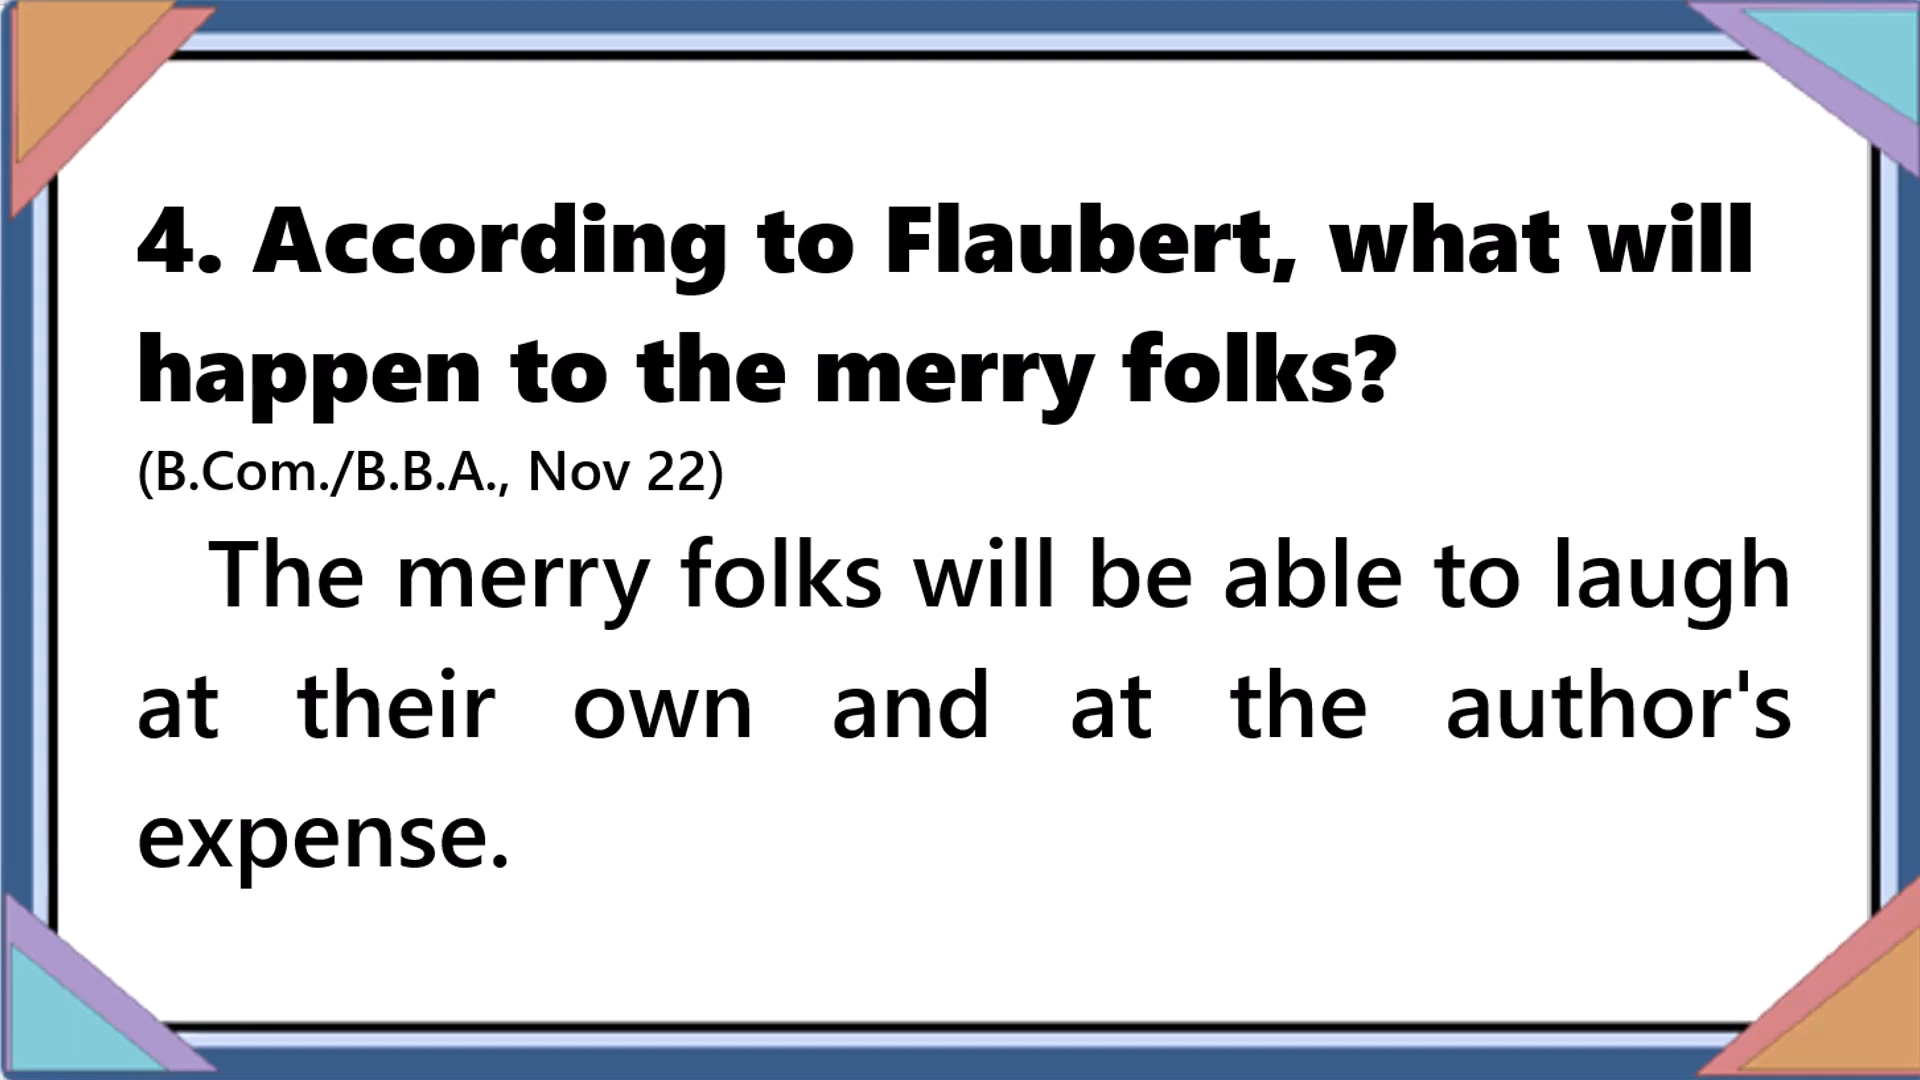 4. According to Flaubert, what will
happen to the merry folks?
(B.Com./B.B.A., Nov 22)
The merry folks will be able to laugh
at their own and at the author's
expense.